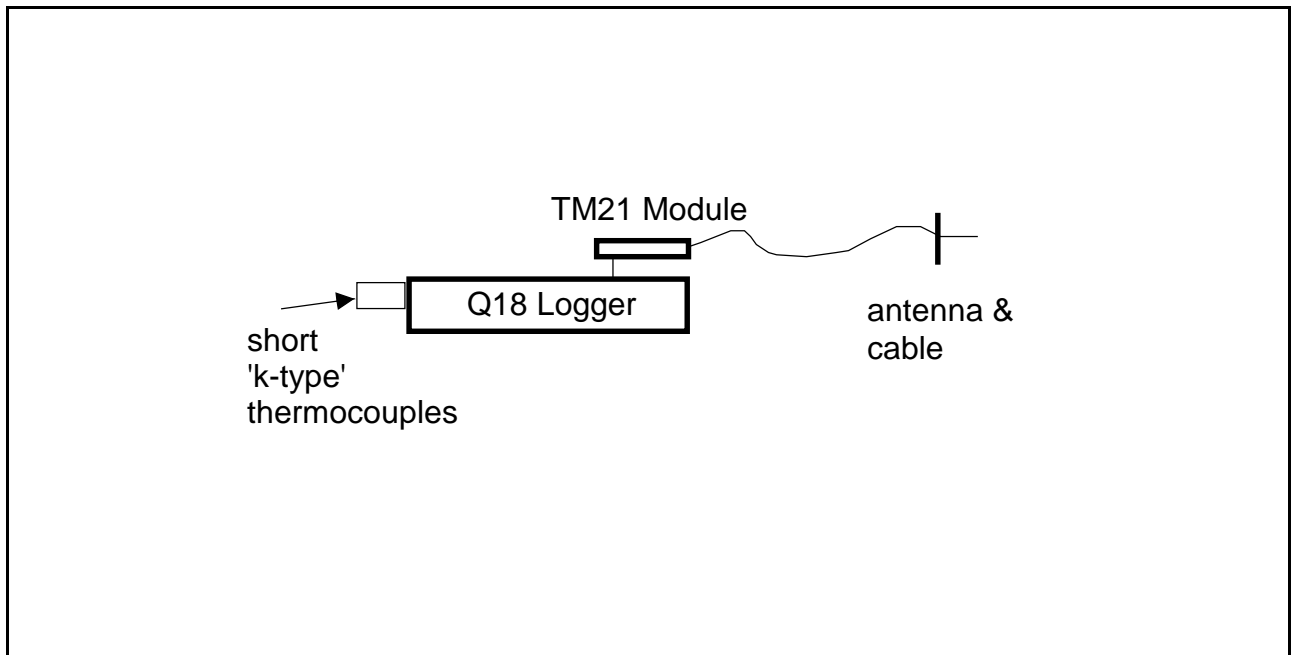 TM21 Module
Q18 Logger
antenna &
cable
short
'k-type'
thermocouples